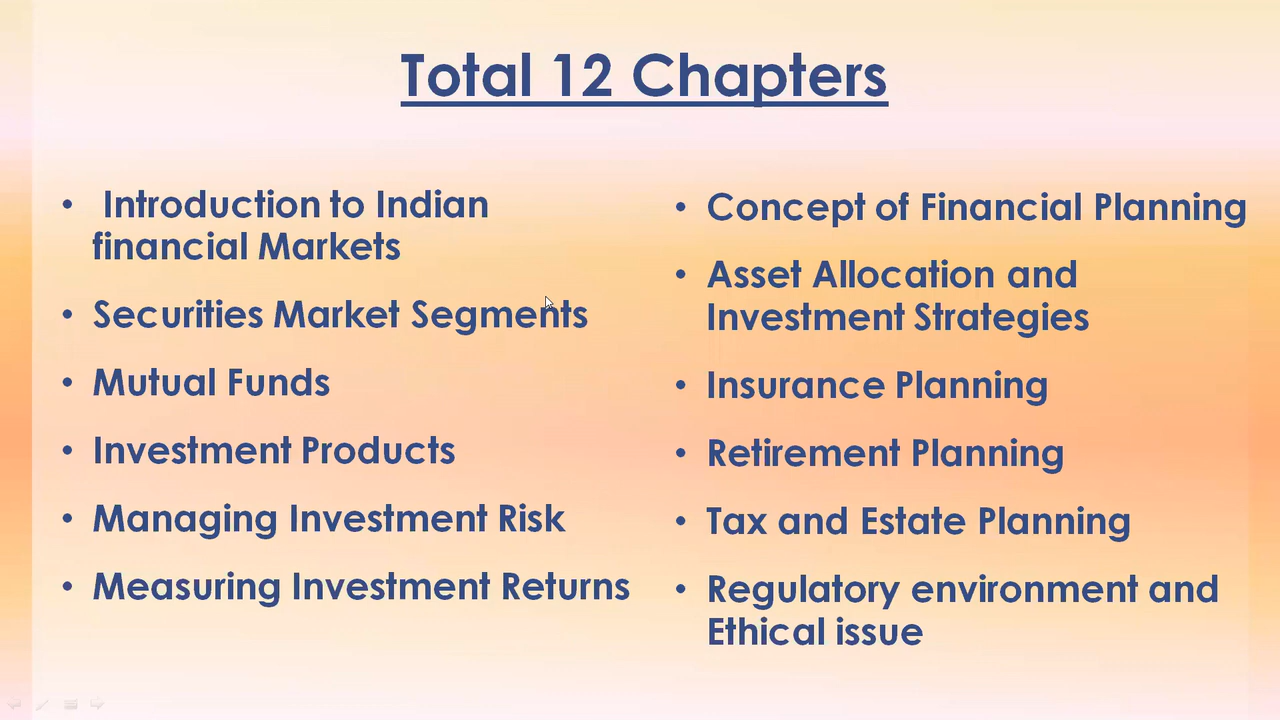 Total 12 Chapters
• Introduction to Indian
financial Markets
• Securities Market Segments
• Mutual Funds
• Investment Products
• Managing Investment Risk
• Measuring Investment Returns
• Concept of Financial Planning
• Asset Allocation and
Investment Strategies
• Insurance Planning
• Retirement Planning
• Tax and Estate Planning
• Regulatory environment and
Ethical issue